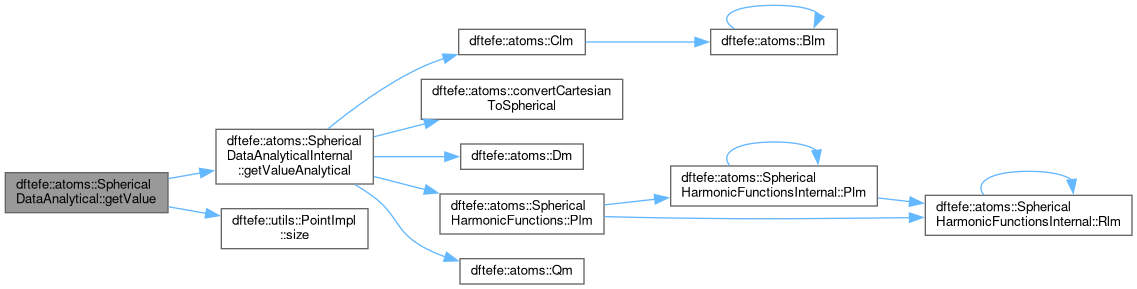 dftefe::atoms::Spherical
DataAnalytical::getValue
dftefe::atoms::Spherical
DataAnalyticalInternal
::getValueAnalytical
dftefe::utils::PointImpl
::size
dftefe::atoms::Clm
dftefe::atoms::convertCartesian
ToSpherical
dftefe::atoms::Dm
dftefe::atoms::Spherical
HarmonicFunctions::Plm
dftefe::atoms::Qm
dftefe::atoms::Blm
dftefe::atoms::Spherical
HarmonicFunctionsInternal::Plm
dftefe::atoms::Spherical
HarmonicFunctionsInternal::Rlm